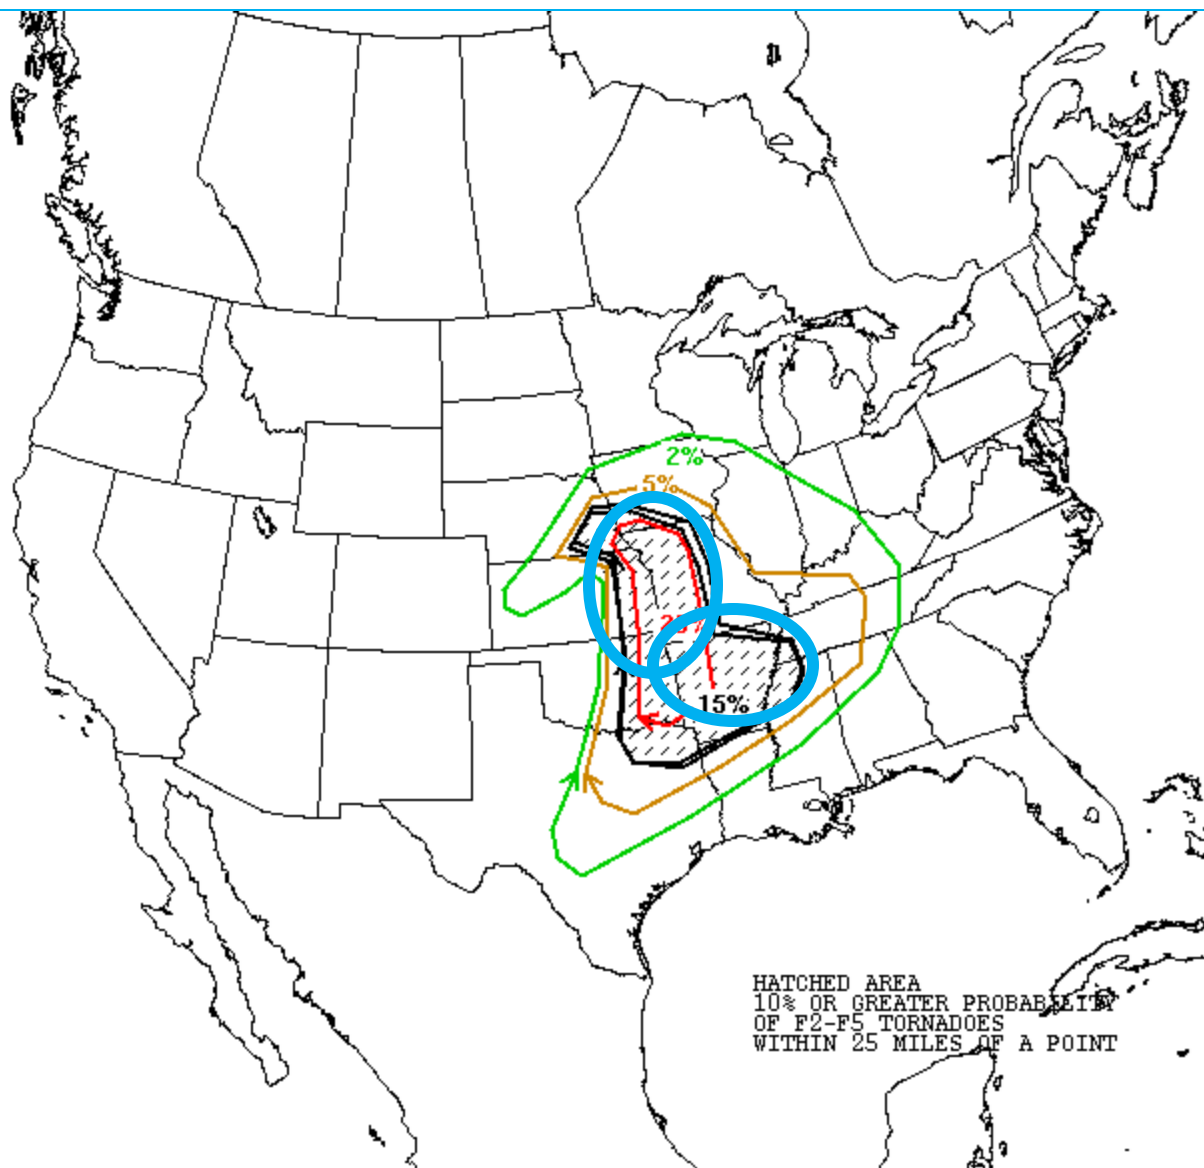 2%
5%
15%
HATCHED AREA
10% OR GREATER PROBABILITY
OF F2-F5 TORNADOES
WITHIN 25 MILES OF A POINT